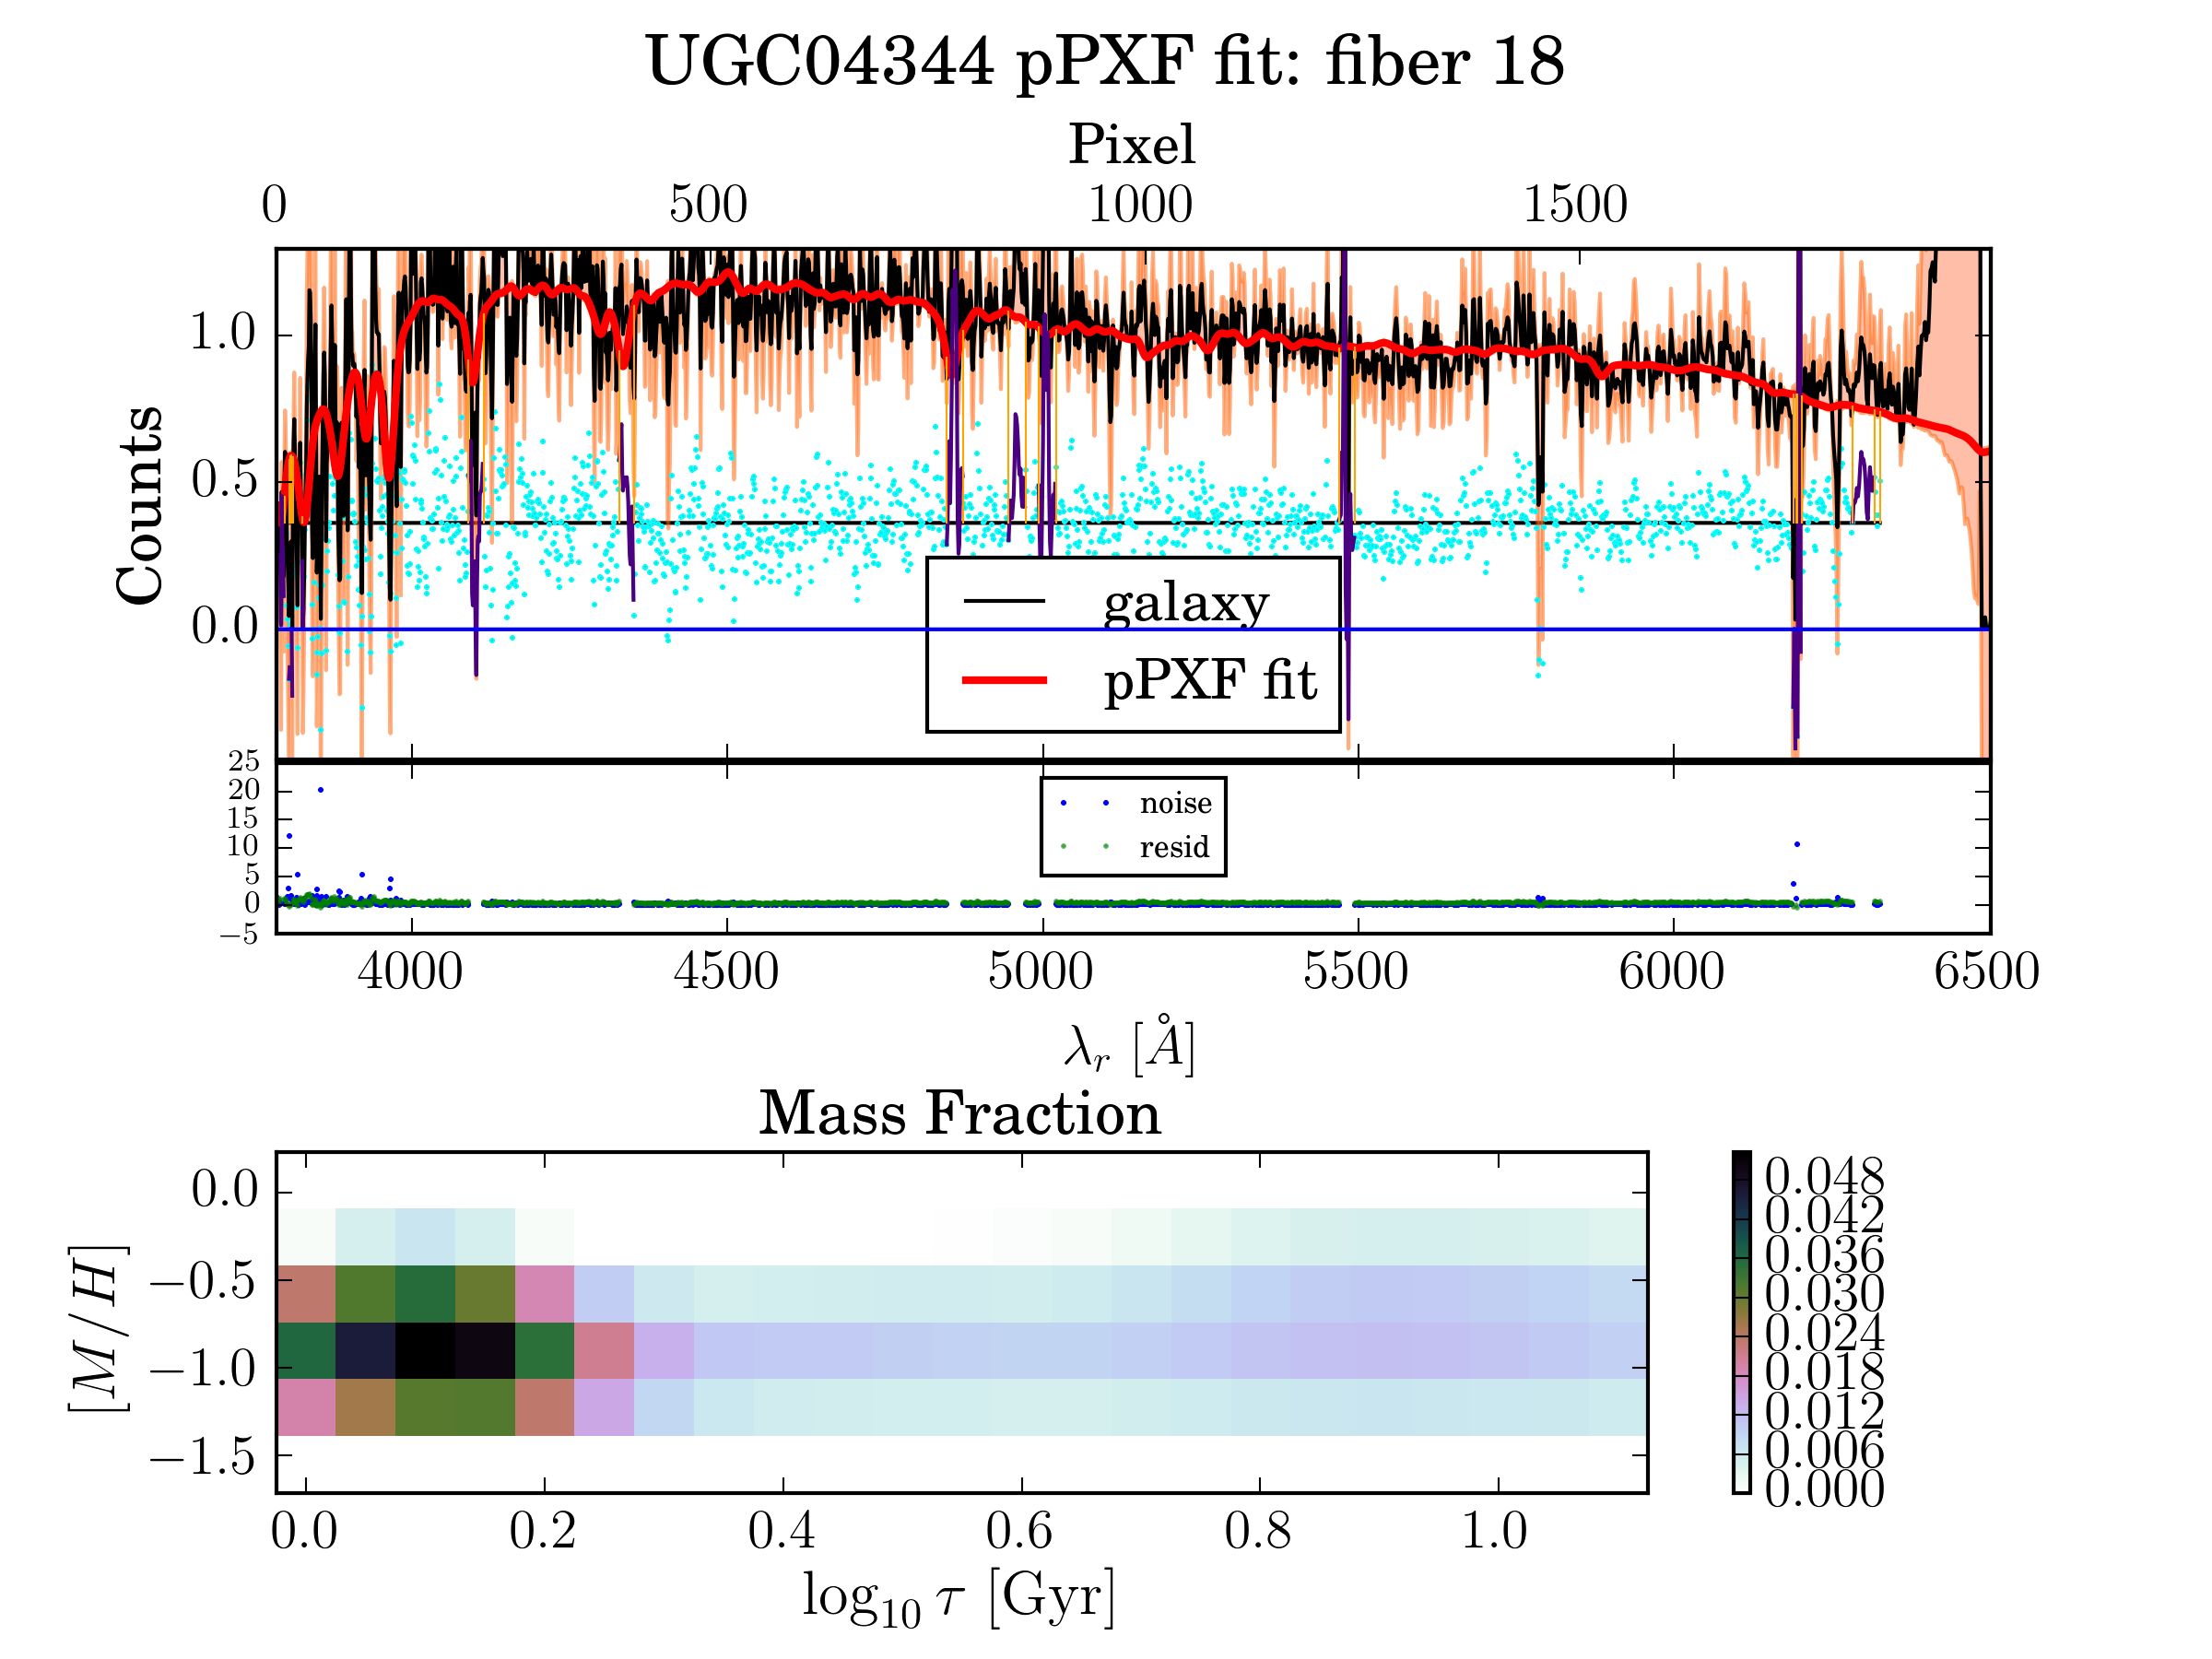 UGC04344 pPXF fit: fiber 18
Pixel
0 500 1000 1500
Counts
1.0
0.5
0.0
galaxy
pPXF fit
25
20
15
10
5
0
−5
noise
resid
4000 4500 5000 5500 6000 6500
λr [Å]
Mass Fraction
[M/H]
0.0
−0.5
−1.0
−1.5
0.0 0.2 0.4 0.6 0.8 1.0
log10 τ [Gyr]
0.048
0.042
0.036
0.030
0.024
0.018
0.012
0.006
0.000